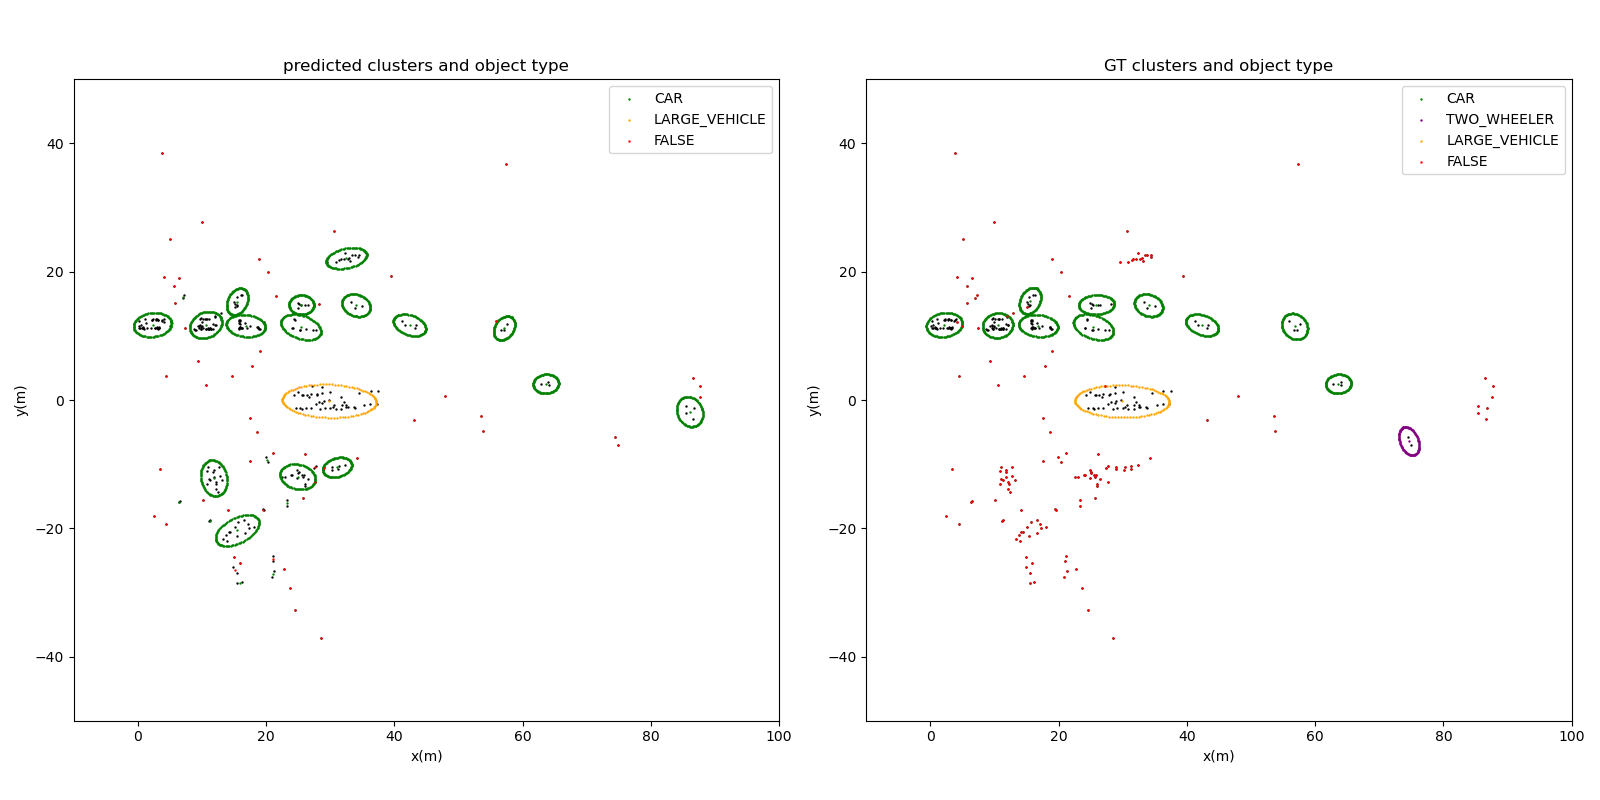 predicted clusters and object type
CAR
LARGE_VEHICLE
FALSE
40
20
0
−20
−40
y(m)
0
20
40
60
80
100
x(m)
GT clusters and object type
CAR
TWO_WHEELER
LARGE_VEHICLE
FALSE
40
20
0
−20
−40
y(m)
0
20
40
60
80
100
x(m)